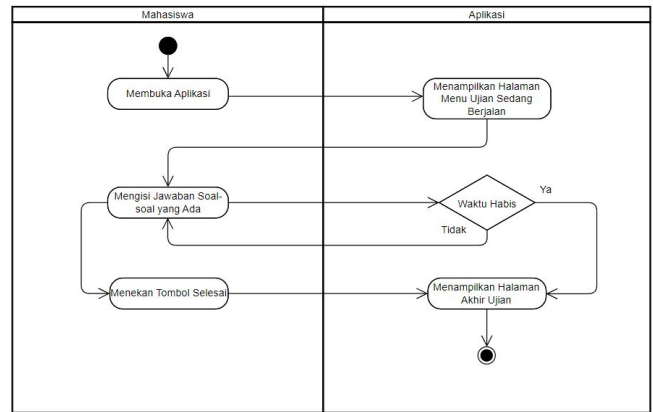 Mahasiswa
Aplikasi
Membuka Aplikasi
Menampilkan Halaman
Menu Ujian Sedang
Berjalan
Mengisi Jawaban Soal-
soal yang Ada
Waktu Habis
Ya
Tidak
Menekan Tombol Selesai
Menampilkan Halaman
Akhir Ujian